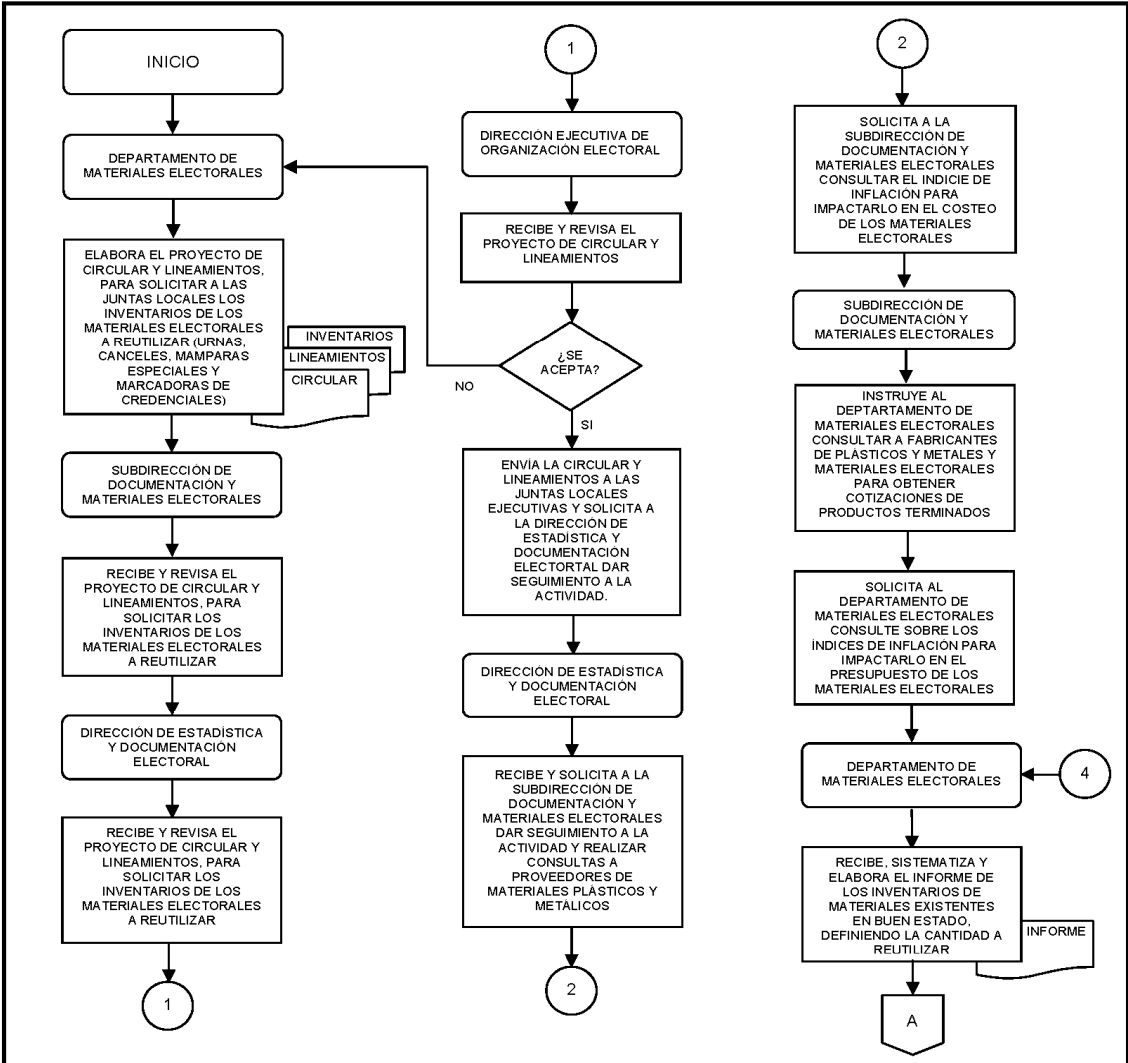 INICIO
DEPARTAMENTO DE
MATERIALES ELECTORALES
ELABORA EL PROYECTO DE
CIRCULAR Y LINEAMIENTOS,
PARA SOLICITAR A LAS
JUNTAS LOCALES LOS
INVENTARIOS DE LOS
MATERIALES ELECTORALES
A REUTILIZAR (URNAS,
CANCELES, MAMPARAS
ESPECIALES Y
MARCADORAS DE
CREDENCIALES)
INVENTARIOS
LINEAMIENTOS
CIRCULAR
SUBDIRECCIÓN DE
DOCUMENTACIÓN Y
MATERIALES ELECTORALES
RECIBE Y REVISA EL
PROYECTO DE CIRCULAR Y
LINEAMIENTOS, PARA
SOLICITAR LOS
INVENTARIOS DE LOS
MATERIALES ELECTORALES
A REUTILIZAR
DIRECCIÓN DE ESTADÍSTICA
Y DOCUMENTACIÓN
ELECTORAL
RECIBE Y REVISA EL
PROYECTO DE CIRCULAR Y
LINEAMIENTOS, PARA
SOLICITAR LOS
INVENTARIOS DE LOS
MATERIALES ELECTORALES
A REUTILIZAR
1
1
DIRECCIÓN EJECUTIVA DE
ORGANIZACIÓN ELECTORAL
RECIBE Y REVISA EL
PROYECTO DE CIRCULAR Y
LINEAMIENTOS
¿SE
ACEPTA?
NO
SI
ENVÍA LA CIRCULAR Y
LINEAMIENTOS A LAS
JUNTAS LOCALES
EJECUTIVAS Y SOLICITA A
LA DIRECCIÓN DE
ESTADÍSTICA Y
DOCUMENTACIÓN
ELECTORTAL DAR
SEGUIMIENTO A LA
ACTIVIDAD.
DIRECCIÓN DE ESTADÍSTICA
Y DOCUMENTACIÓN
ELECTORAL
RECIBE Y SOLICITA A LA
SUBDIRECCIÓN DE
DOCUMENTACIÓN Y
MATERIALES ELECTORALES
DAR SEGUIMIENTO A LA
ACTIVIDAD Y REALIZAR
CONSULTAS A
PROVEEDORES DE
MATERIALES PLÁSTICOS Y
METÁLICOS
2
2
SOLICITA A LA
SUBDIRECCIÓN DE
DOCUMENTACIÓN Y
MATERIALES ELECTORALES
CONSULTAR EL INDICIE DE
INFLACIÓN PARA
IMPACTARLO EN EL COSTEO
DE LOS MATERIALES
ELECTORALES
SUBDIRECCIÓN DE
DOCUMENTACIÓN Y
MATERIALES ELECTORALES
INSTRUYE AL
DEPTARTAMENTO DE
MATERIALES ELECTORALES
CONSULTAR A FABRICANTES
DE PLÁSTICOS Y METALES Y
MATERIALES ELECTORALES
PARA OBTENER
COTIZACIONES DE
PRODUCTOS TERMINADOS
SOLICITA AL
DEPARTAMENTO DE
MATERIALES ELECTORALES
CONSULTE SOBRE LOS
ÍNDICES DE INFLACIÓN PARA
IMPACTARLO EN EL
PRESUPUESTO DE LOS
MATERIALES ELECTORALES
DEPARTAMENTO DE
MATERIALES ELECTORALES
4
RECIBE, SISTEMATIZA Y
ELABORA EL INFORME DE
LOS INVENTARIOS DE
MATERIALES EXISTENTES
EN BUEN ESTADO,
DEFINIENDO LA CANTIDAD A
REUTILIZAR
INFORME
A